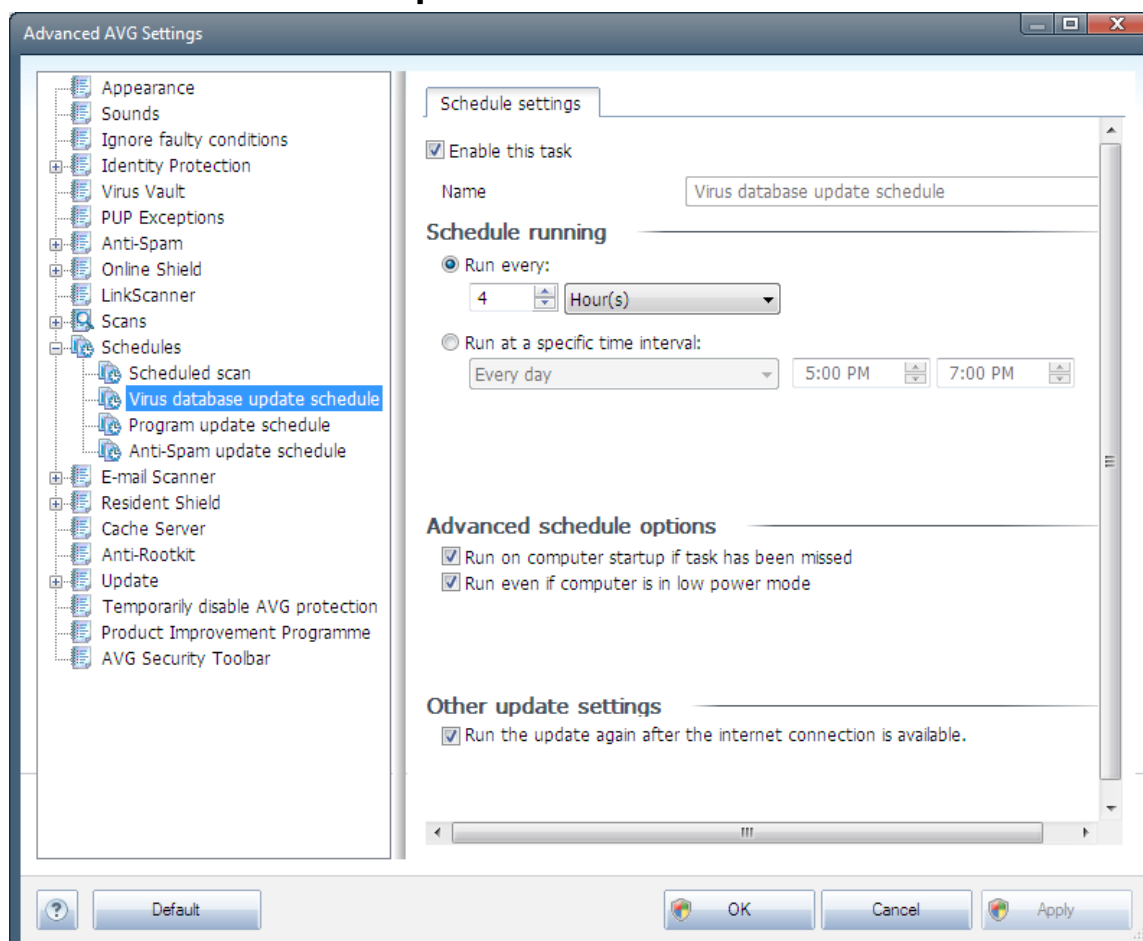 Advanced AVG Settings
Appearance
Sounds
Ignore faulty conditions
Identity Protection
Virus Vault
PUP Exceptions
Anti-Spam
Online Shield
LinkScanner
Scans
Schedules
Scheduled scan
Virus database update schedule
Program update schedule
Anti-Spam update schedule
E-mail Scanner
Resident Shield
Cache Server
Anti-Rootkit
Update
Temporarily disable AVG protection
Product Improvement Programme
AVG Security Toolbar
Schedule settings
Enable this task
Name Virus database update schedule
Schedule running
Run every:
4 Hour(s)
Run at a specific time interval:
Every day 5:00 PM 7:00 PM
Advanced schedule options
Run on computer startup if task has been missed
Run even if computer is in low power mode
Other update settings
Run the update again after the internet connection is available.
? Default OK Cancel Apply